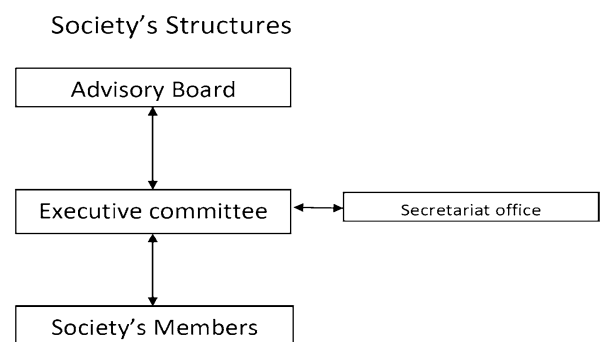 Society’s Structures
Advisory Board
Executive committee
Secretariat office
Society’s Members